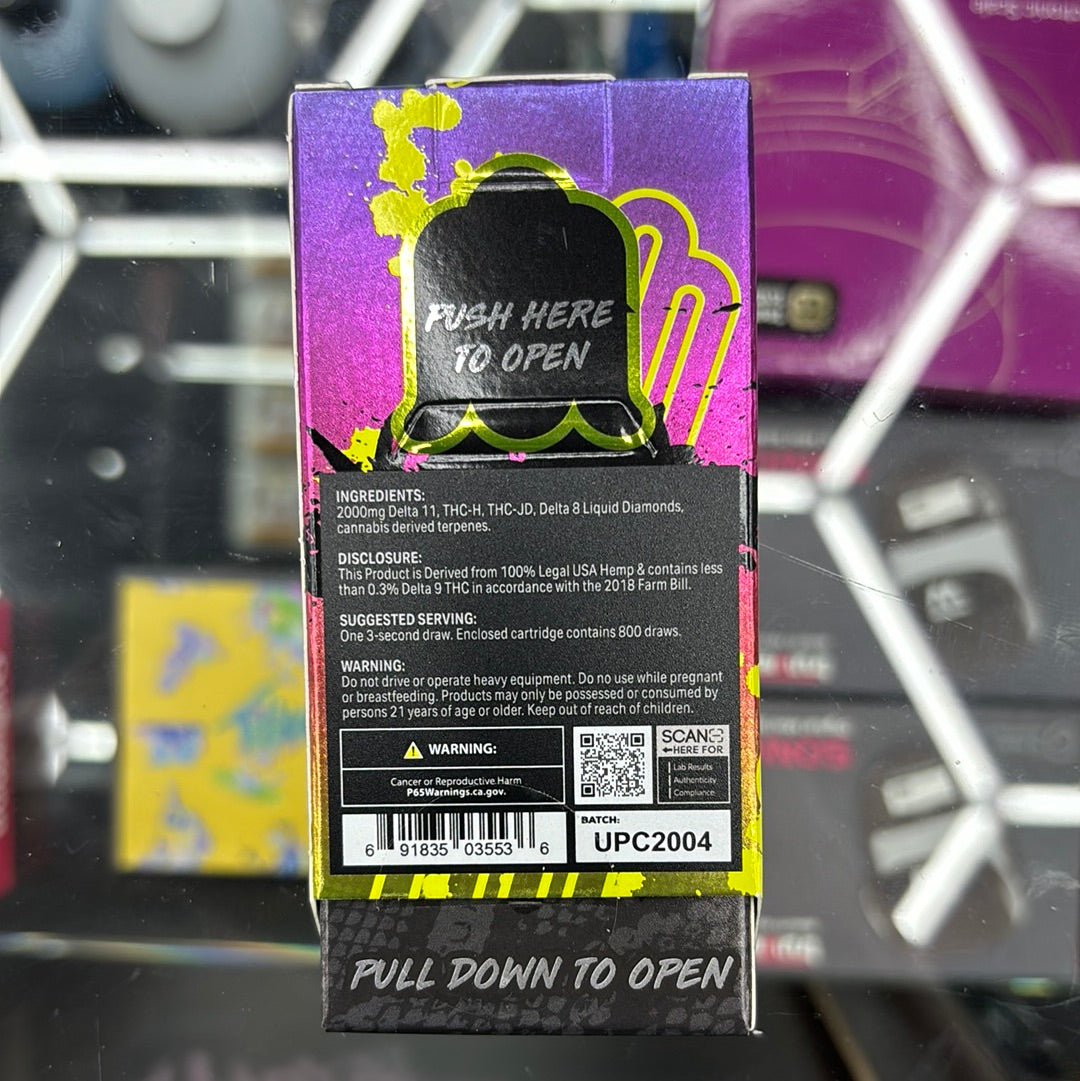 PUSH HERE
TO OPEN
INGREDIENTS:
2000mg Delta 11, THC-H, THC-JD, Delta 8 Liquid Diamonds,
cannabis derived terpenes.
DISCLOSURE:
This Product is Derived from 100% Legal USA Hemp & contains less
than 0.3% Delta 9 THC in accordance with the 2018 Farm Bill.
SUGGESTED SERVING:
One 3-second draw. Enclosed cartridge contains 800 draws.
WARNING:
Do not drive or operate heavy equipment. Do no use while pregnant
or breastfeeding. Products may only be possessed or consumed by
persons 21 years of age or older. Keep out of reach of children.
WARNING:
Cancer or Reproductive Harm
P65Warnings.ca.gov.
SCAN
HERE FOR
Lab Results
Authenticity
Compliance
6 91835 03553 6
BATCH:
UPC2004
PULL DOWN TO OPEN